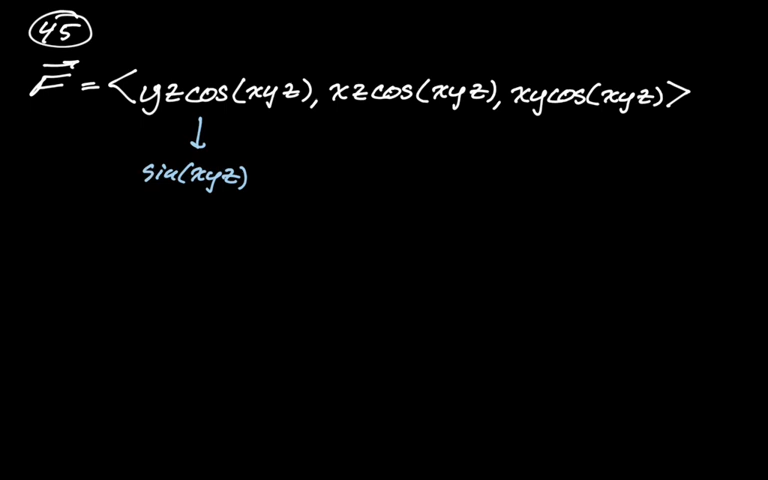 45
F = <yzcos(xyz), xzcos(xyz), xycos(xyz)>
↓
sin(xyz)